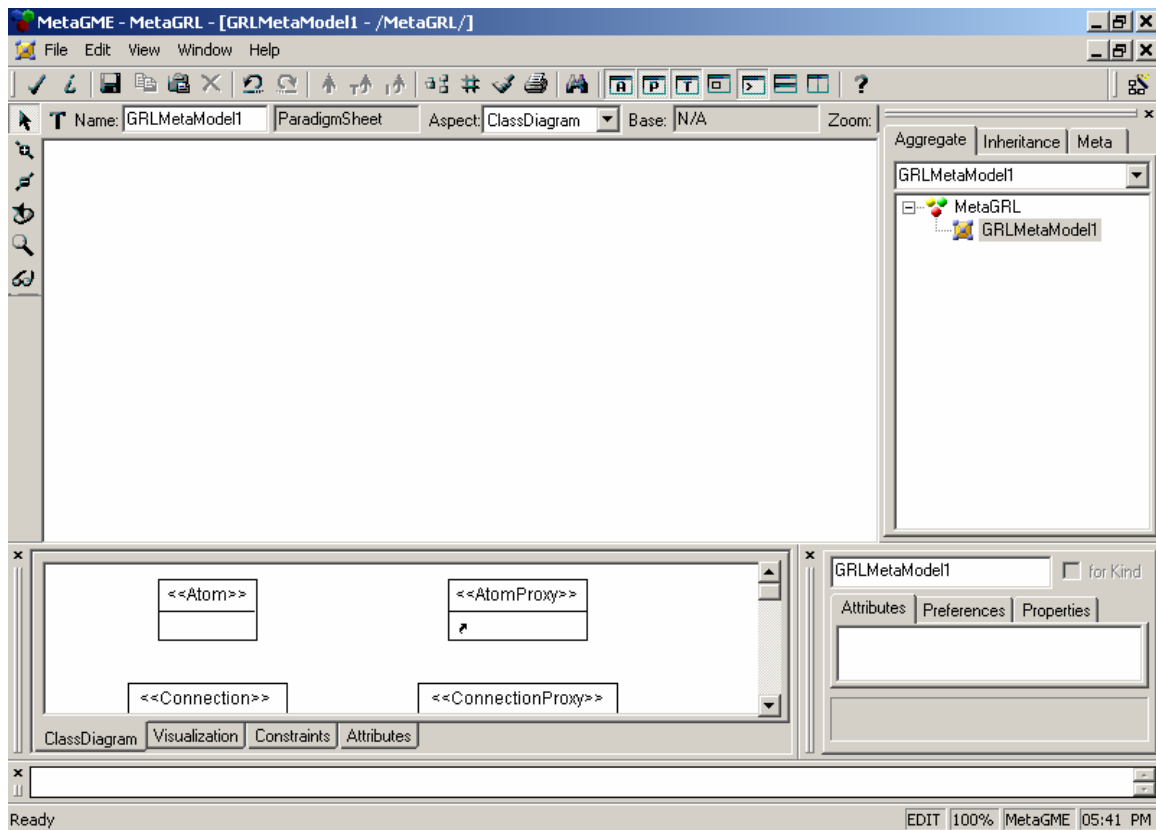 MetaGME - MetaGRL - [GRLMetaModel1 - /MetaGRL/]
File Edit View Window Help
Name: GRLMetaModel1 ParadigmSheet Aspect: ClassDiagram Base: N/A Zoom:
Aggregate Inheritance Meta
GRLMetaModel1
MetaGRL
GRLMetaModel1
<<Atom>> <<AtomProxy>>
<<Connection>> <<ConnectionProxy>>
ClassDiagram Visualization Constraints Attributes
GRLMetaModel1 for Kind
Attributes Preferences Properties
Ready EDIT 100% MetaGME 05:41 PM